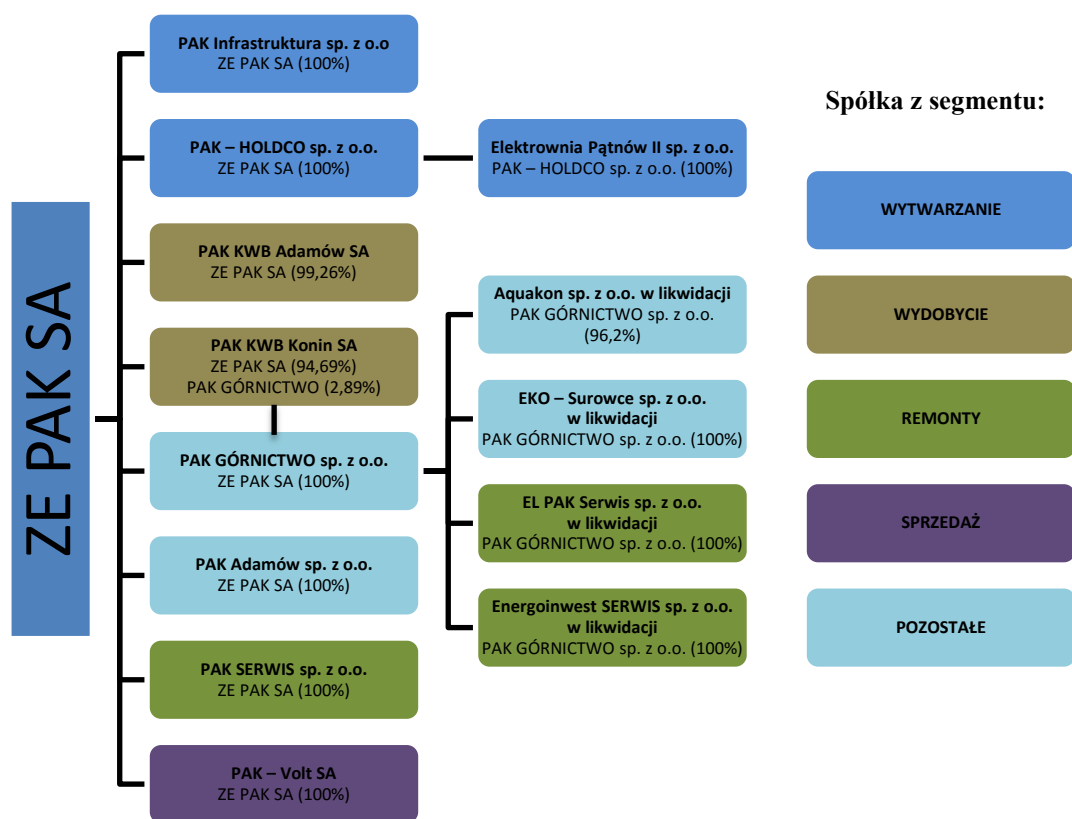 ZE PAK SA
PAK Infrastruktura sp. z o.o
ZE PAK SA (100%)
PAK – HOLDCO sp. z o.o.
ZE PAK SA (100%)
PAK KWB Adamów SA
ZE PAK SA (99,26%)
PAK KWB Konin SA
ZE PAK SA (94,69%)
PAK GÓRNICTWO (2,89%)
PAK GÓRNICTWO sp. z o.o.
ZE PAK SA (100%)
PAK Adamów sp. z o.o.
ZE PAK SA (100%)
PAK SERWIS sp. z o.o.
ZE PAK SA (100%)
PAK – Volt SA
ZE PAK SA (100%)
Elektrownia Pątnów II sp. z o.o.
PAK – HOLDCO sp. z o.o. (100%)
Aquakon sp. z o.o. w likwidacji
PAK GÓRNICTWO sp. z o.o.
(96,2%)
EKO – Surowce sp. z o.o.
w likwidacji
PAK GÓRNICTWO sp. z o.o. (100%)
EL PAK Serwis sp. z o.o.
w likwidacji
PAK GÓRNICTWO sp. z o.o. (100%)
Energoinwest SERWIS sp. z o.o.
w likwidacji
PAK GÓRNICTWO sp. z o.o. (100%)
Spółka z segmentu:
WYTWARZANIE
WYDOBYCIE
REMONTY
SPRZEDAŻ
POZOSTAŁE